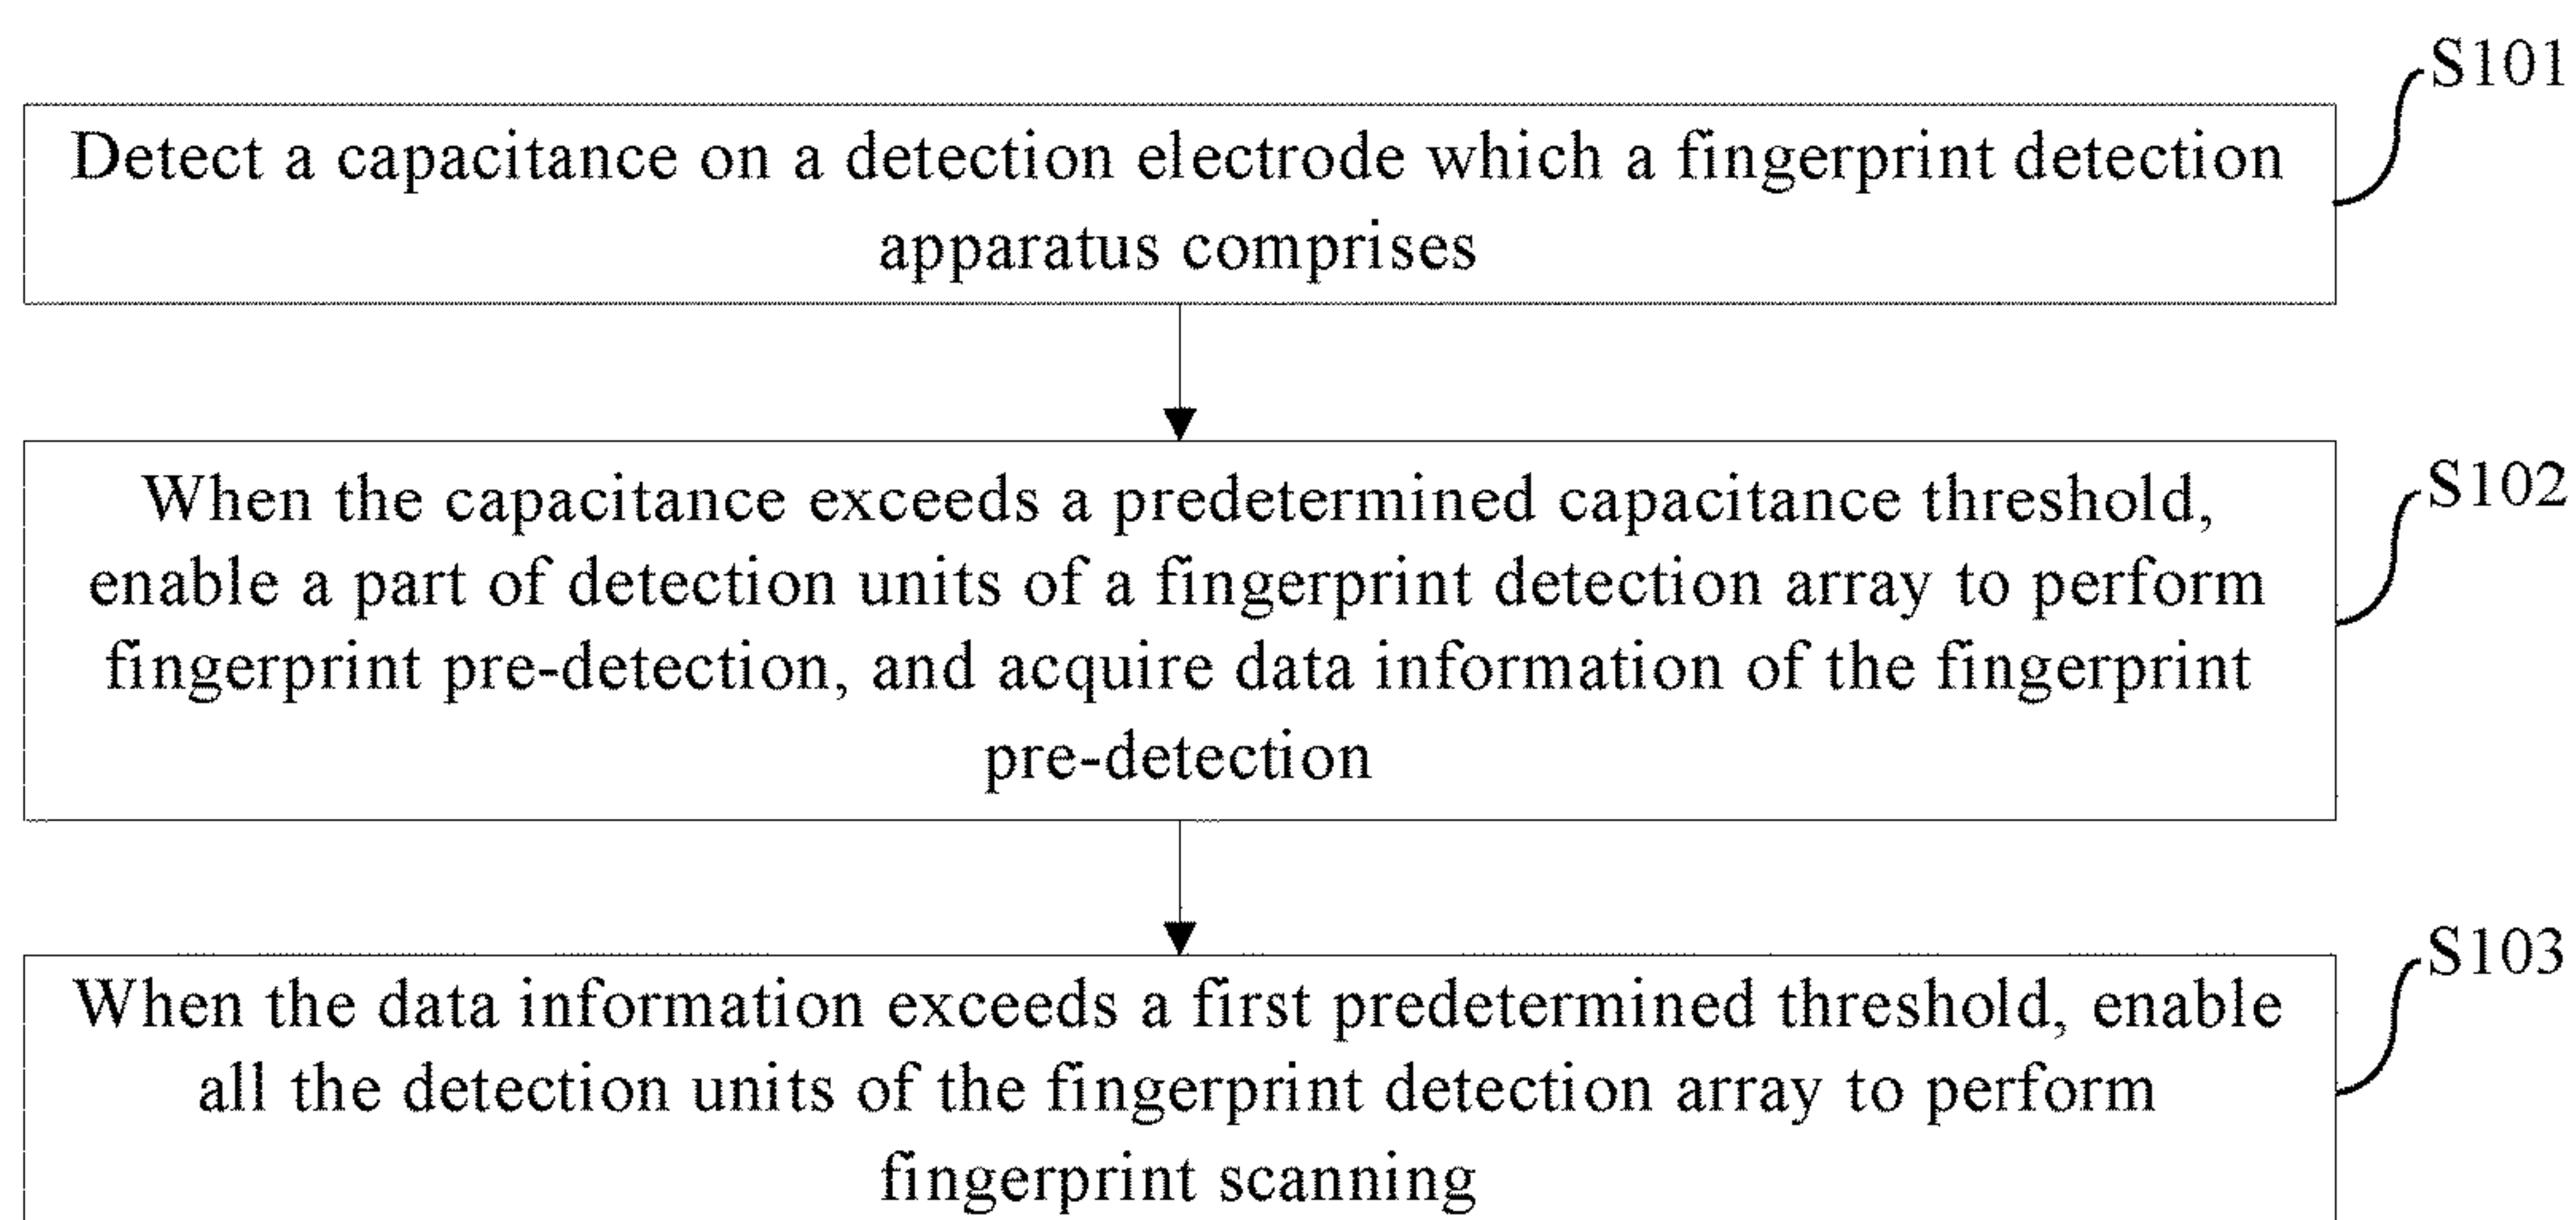 S101
Detect a capacitance on a detection electrode which a fingerprint detection
apparatus comprises
S102
When the capacitance exceeds a predetermined capacitance threshold,
enable a part of detection units of a fingerprint detection array to perform
fingerprint pre-detection, and acquire data information of the fingerprint
pre-detection
S103
When the data information exceeds a first predetermined threshold, enable
all the detection units of the fingerprint detection array to perform
fingerprint scanning